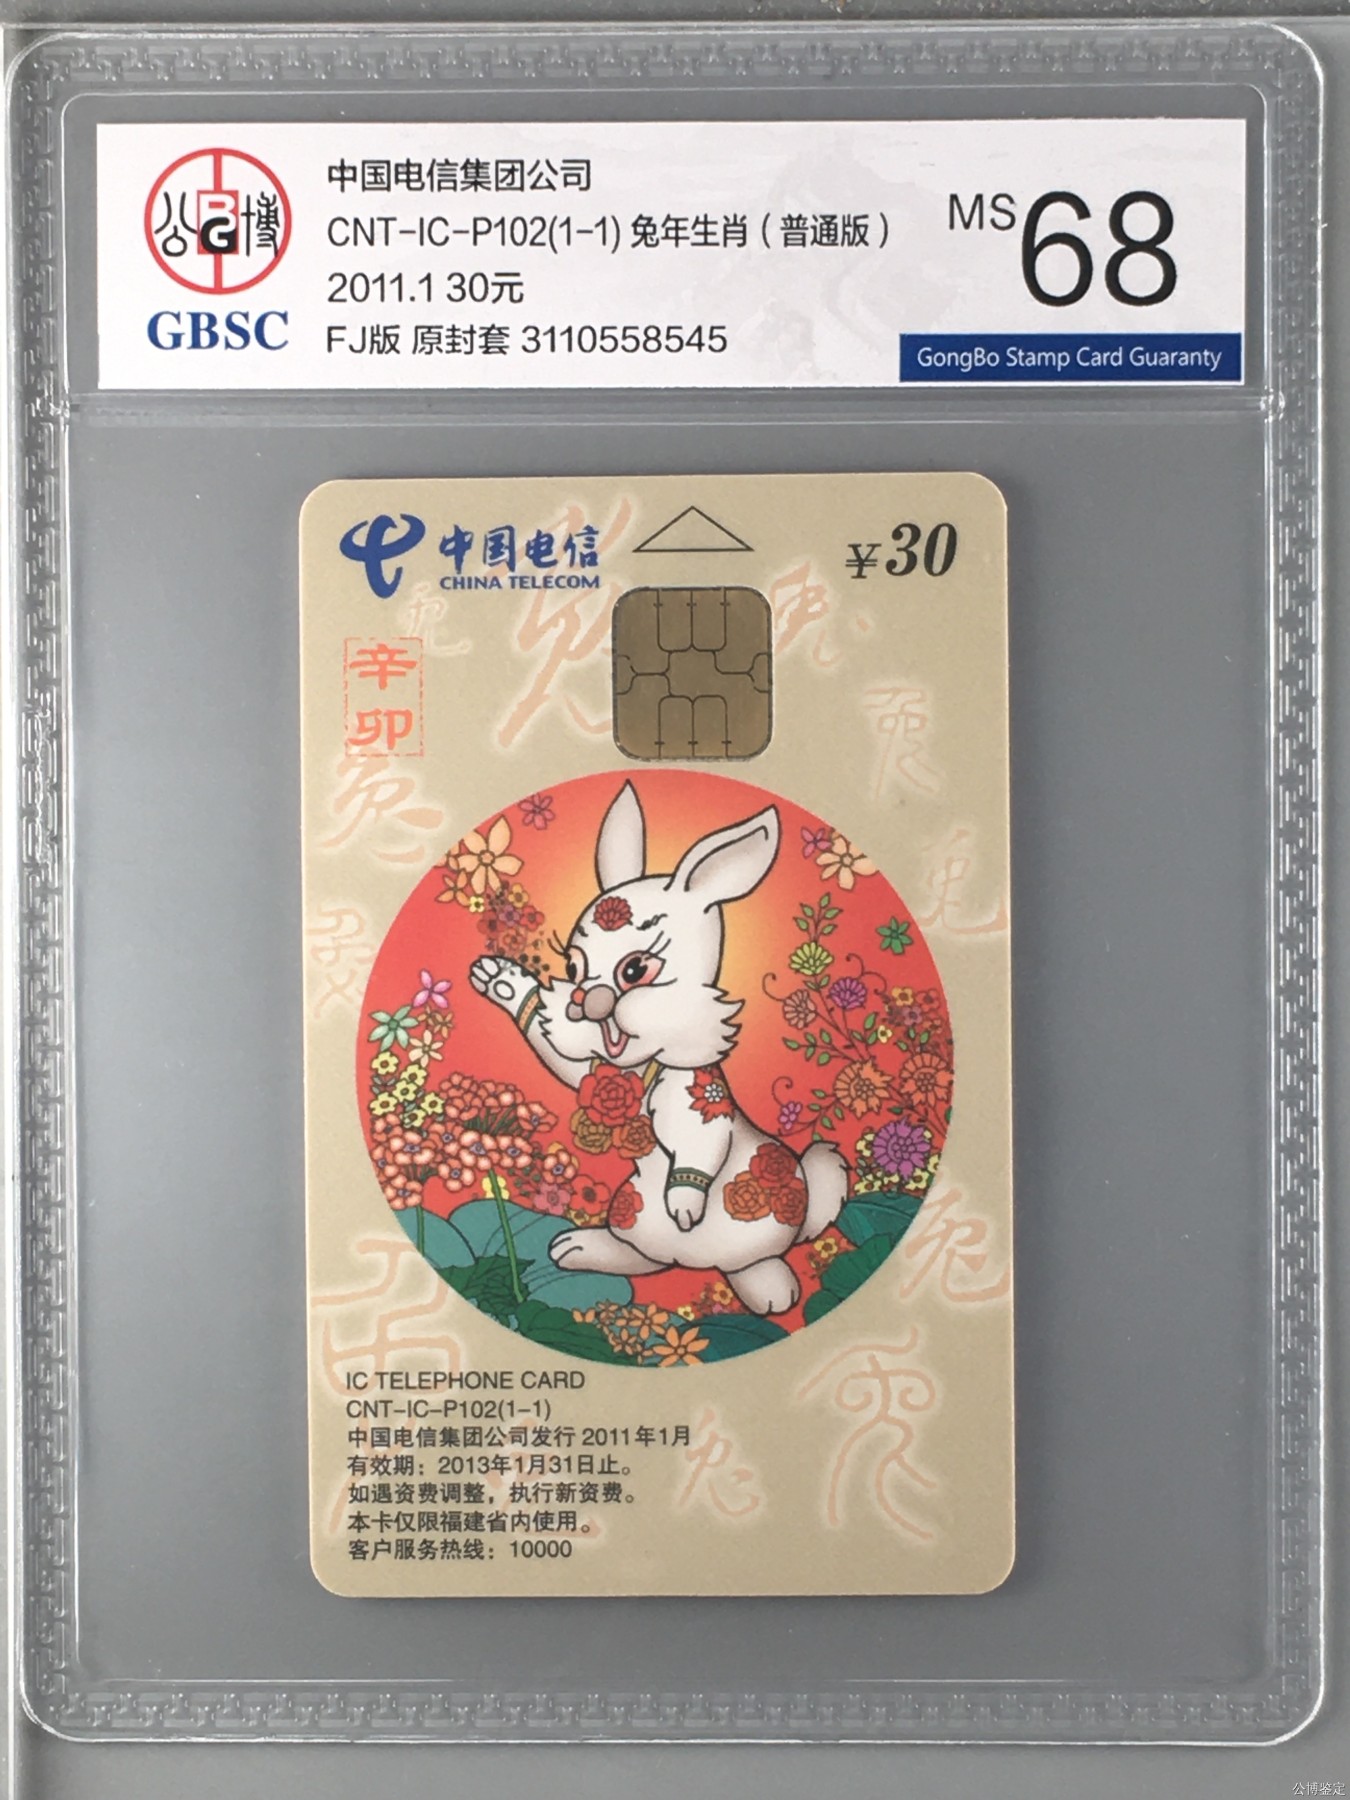 公博
GBSC
中国电信集团公司
CNT-IC-P102(1-1) 兔年生肖（普通版）
2011.1 30元
FJ版 原封套 3110558545
MS 68
GongBo Stamp Card Guaranty
中国电信
CHINA TELECOM
¥30
辛
卯
IC TELEPHONE CARD
CNT-IC-P102(1-1)
中国电信集团公司发行 2011年1月
有效期：2013年1月31日止。
如遇资费调整，执行新资费。
本卡仅限福建省内使用。
客户服务热线：10000
公博鉴定